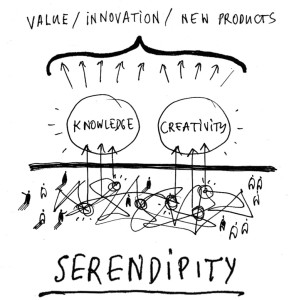 VALUE / INNOVATION / NEW PRODUCTS
KNOWLEDGE CREATIVITY
SERENDIPITY